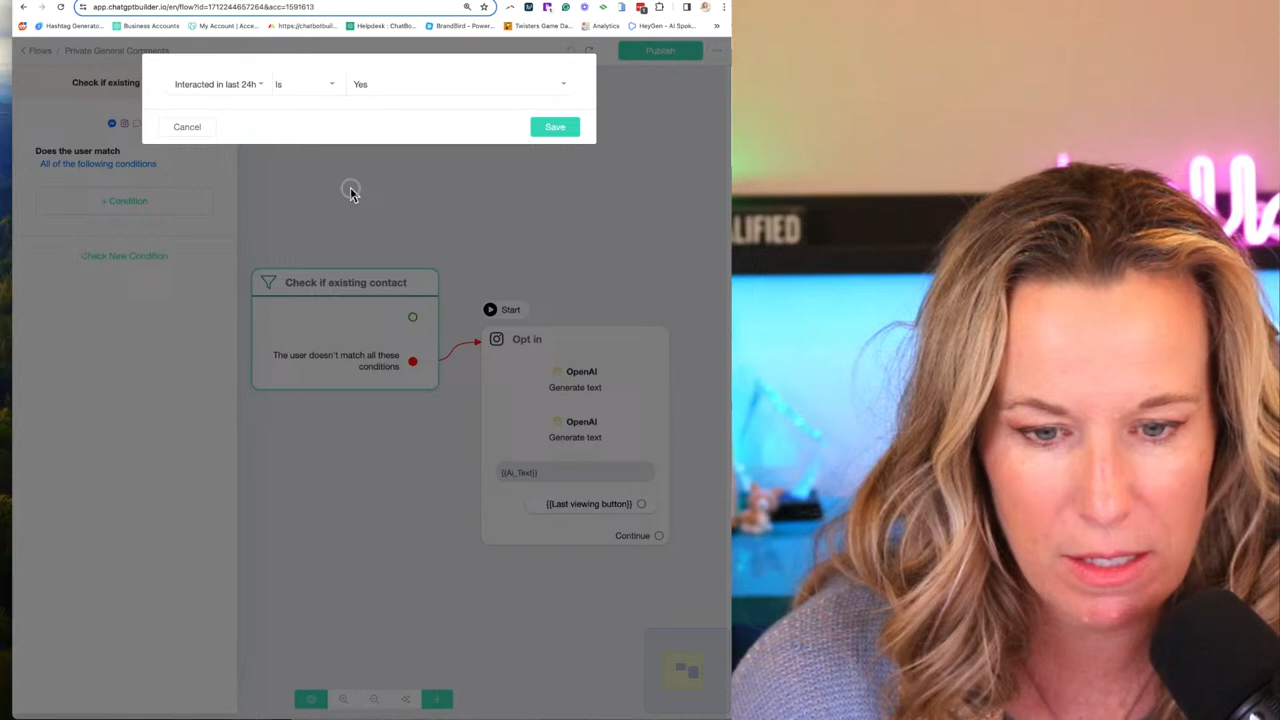 app.chatgptbuilder.io/en/flow?id=1712244657264&acc=1591613
Hashtag Generato...
Business Accounts
My Account | Accou...
https://chatbotbuil...
Helpdesk : ChatBo...
BrandBird - Power...
Twisters Game Da...
Analytics
HeyGen - AI Spok...
Flows / Private General Comments
Publish
Check if existing
Interacted in last 24h
Is
Yes
Cancel
Save
Does the user match
All of the following conditions
+ Condition
Check New Condition
Check if existing contact
The user doesn't match all these
conditions
Start
Opt in
OpenAI
Generate text
OpenAI
Generate text
{{Ai_Text}}
{{Last viewing button}}
Continue
ALIFIED